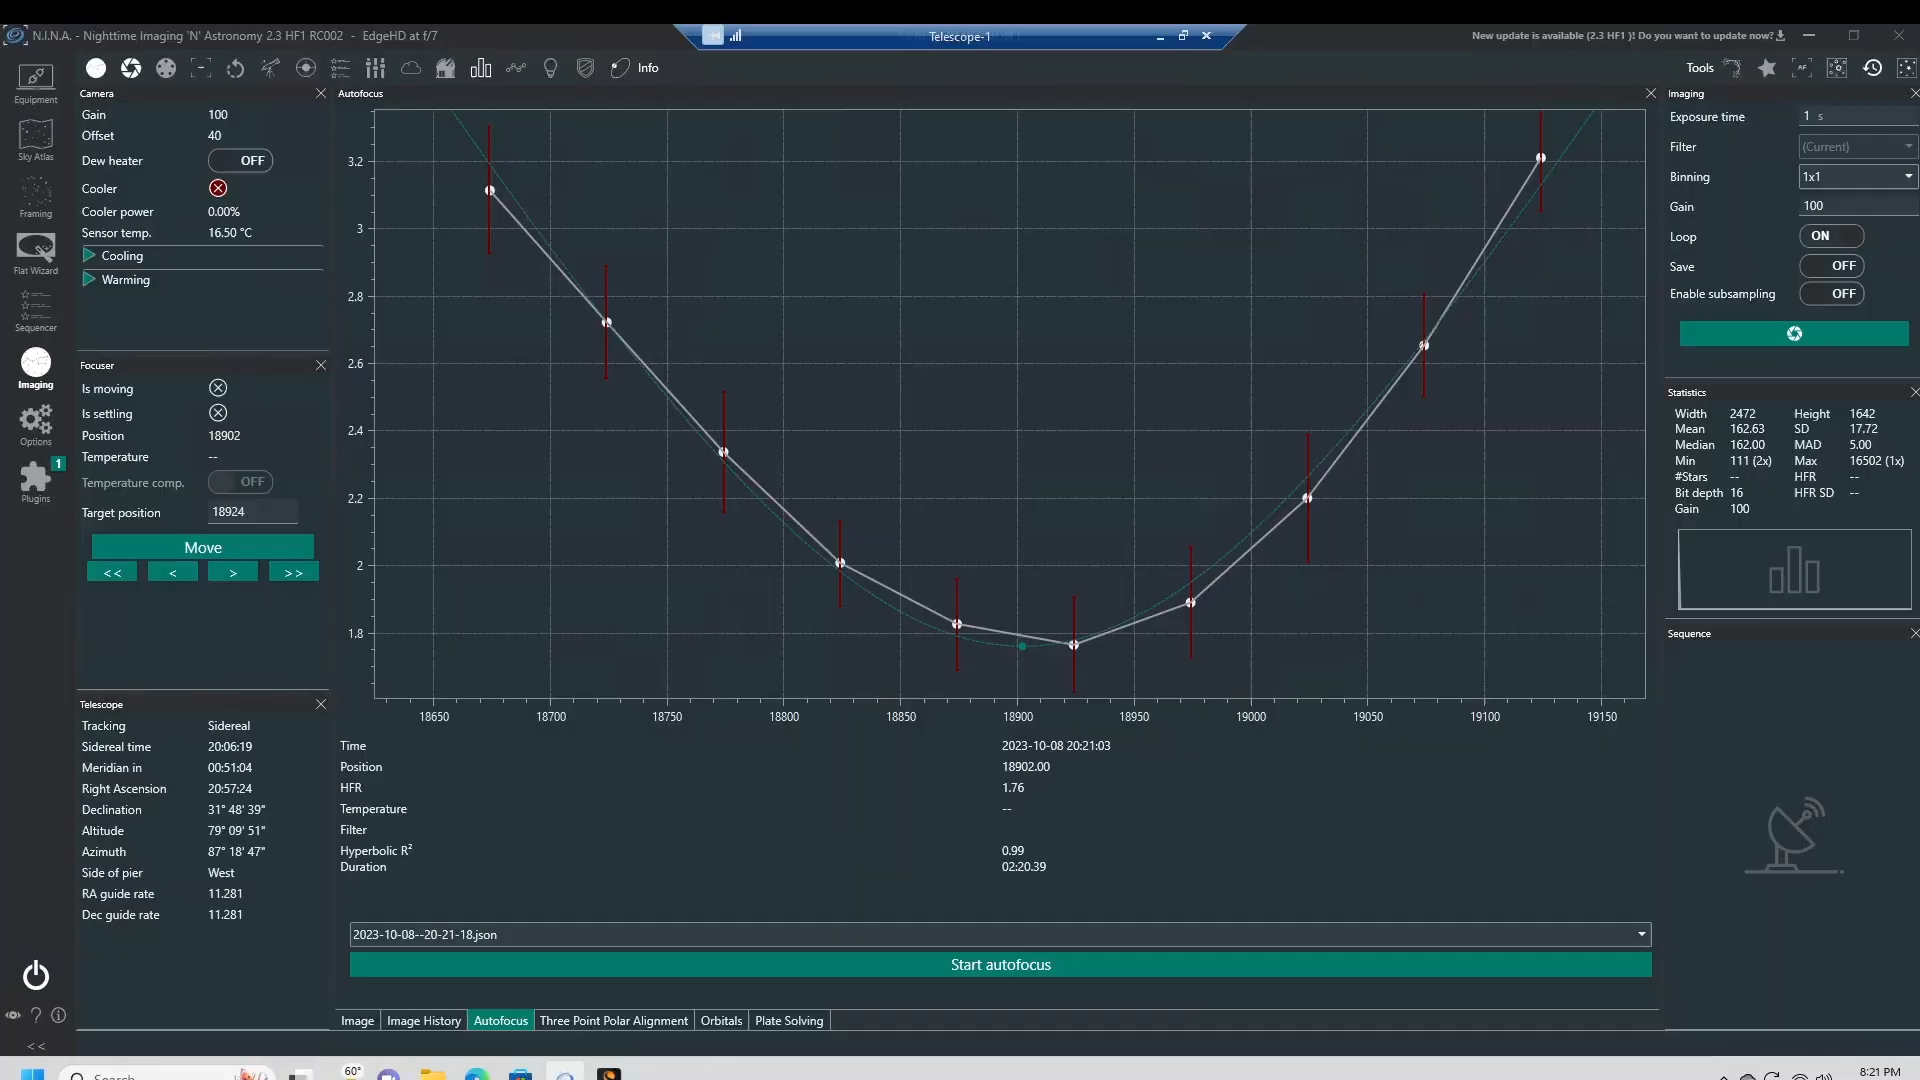 N.I.N.A. - Nighttime Imaging 'N' Astronomy 2.3 HF1 RC002 - EdgeHD at f/7
Telescope-1
New update is available (2.3 HF1 )! Do you want to update now?
Info
Tools
AF
Equipment
Sky Atlas
Framing
Flat Wizard
Sequencer
Imaging
Options
1
Plugins
<<
Camera
Gain 100
Offset 40
Dew heater OFF
Cooler
Cooler power 0.00%
Sensor temp. 16.50 °C
Cooling
Warming
Focuser
Is moving
Is settling
Position 18902
Temperature --
Temperature comp. OFF
Target position 18924
Move
<< < > >>
Telescope
Tracking Sidereal
Sidereal time 20:06:19
Meridian in 00:51:04
Right Ascension 20:57:24
Declination 31° 48' 39"
Altitude 79° 09' 51"
Azimuth 87° 18' 47"
Side of pier West
RA guide rate 11.281
Dec guide rate 11.281
Autofocus
3.2
3
2.8
2.6
2.4
2.2
2
1.8
18650 18700 18750 18800 18850 18900 18950 19000 19050 19100 19150
Time 2023-10-08 20:21:03
Position 18902.00
HFR 1.76
Temperature --
Filter
Hyperbolic R² 0.99
Duration 02:20.39
2023-10-08--20-21-18.json
Start autofocus
Image Image History Autofocus Three Point Polar Alignment Orbitals Plate Solving
Imaging
Exposure time 1 s
Filter (Current)
Binning 1x1
Gain 100
Loop ON
Save OFF
Enable subsampling OFF
Statistics
Width 2472 Height 1642
Mean 162.63 SD 17.72
Median 162.00 MAD 5.00
Min 111 (2x) Max 16502 (1x)
#Stars -- HFR --
Bit depth 16 HFR SD --
Gain 100
Sequence
Search
60°
8:21 PM